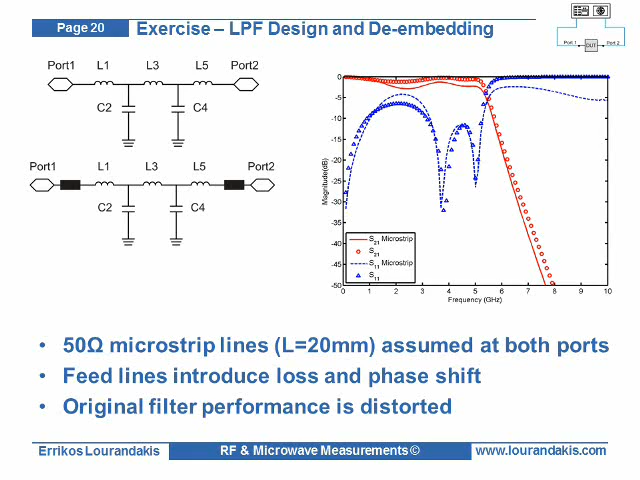 Page 20
Exercise – LPF Design and De-embedding
Port 1
DUT
Port 2
Port1 L1 L3 L5 Port2
C2 C4
Port1 L1 L3 L5 Port2
C2 C4
Magnitude(dB)
0
-5
-10
-15
-20
-25
-30
-35
-40
-45
-50
S21 Microstrip
S21
S11 Microstrip
S11
0 1 2 3 4 5 6 7 8 9 10
Frequency (GHz)
• 50Ω microstrip lines (L=20mm) assumed at both ports
• Feed lines introduce loss and phase shift
• Original filter performance is distorted
Errikos Lourandakis
RF & Microwave Measurements ©
www.lourandakis.com